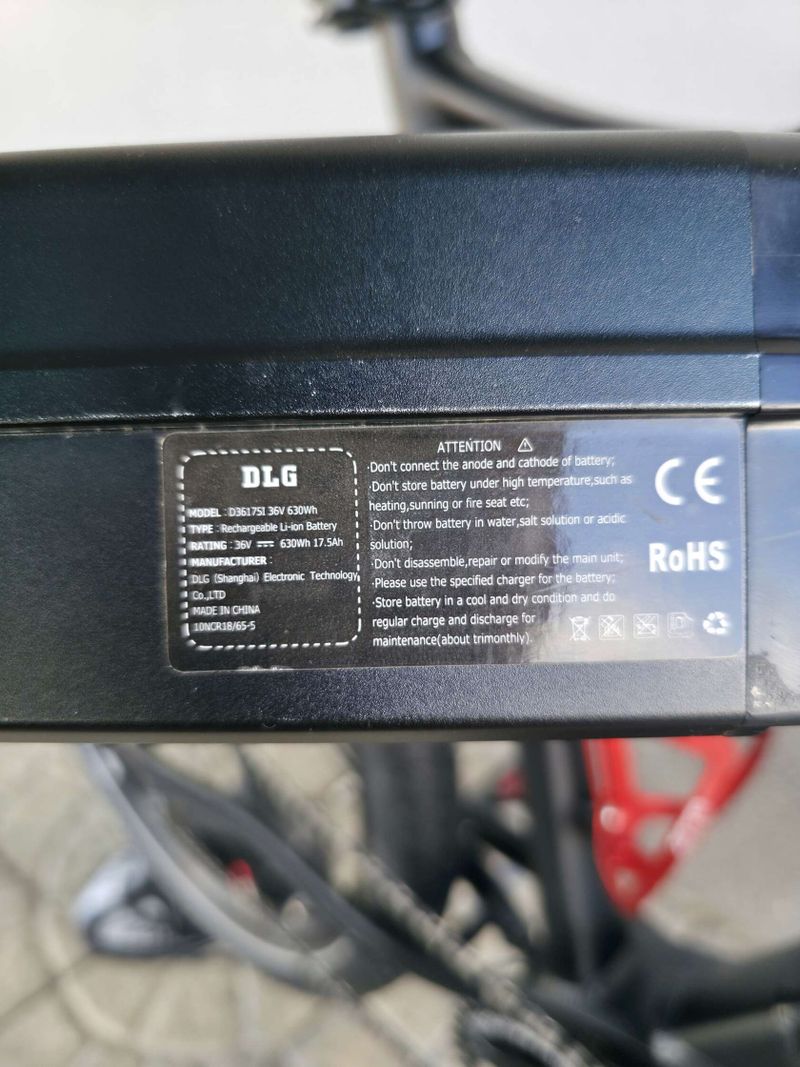 DLG
MODEL : D36175I 36V 630Wh
TYPE : Rechargeable Li-ion Battery
RATING : 36V 630Wh 17.5Ah
MANUFACTURER :
DLG (Shanghai) Electronic Technology
Co.,LTD
MADE IN CHINA
10NCR18/65-5
ATTENTION
·Don't connect the anode and cathode of battery;
·Don't store battery under high temperature,such as
heating,sunning or fire seat etc;
·Don't throw battery in water,salt solution or acidic
solution;
·Don't disassemble,repair or modify the main unit;
·Please use the specified charger for the battery;
·Store battery in a cool and dry condition and do
regular charge and discharge for
maintenance(about trimonthly).
CE
RoHS